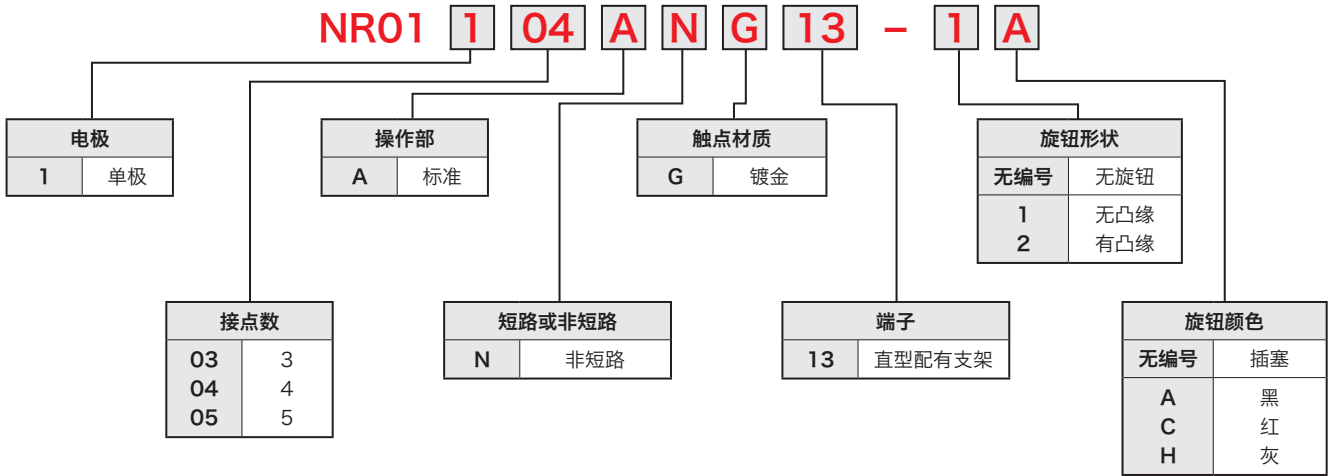 NR01 1 04 A N G 13 – 1 A
电极
1 单极
操作部
A 标准
触点材质
G 镀金
旋钮形状
无编号 无旋钮
1 无凸缘
2 有凸缘
接点数
03 3
04 4
05 5
短路或非短路
N 非短路
端子
13 直型配有支架
旋钮颜色
无编号 插塞
A 黑
C 红
H 灰